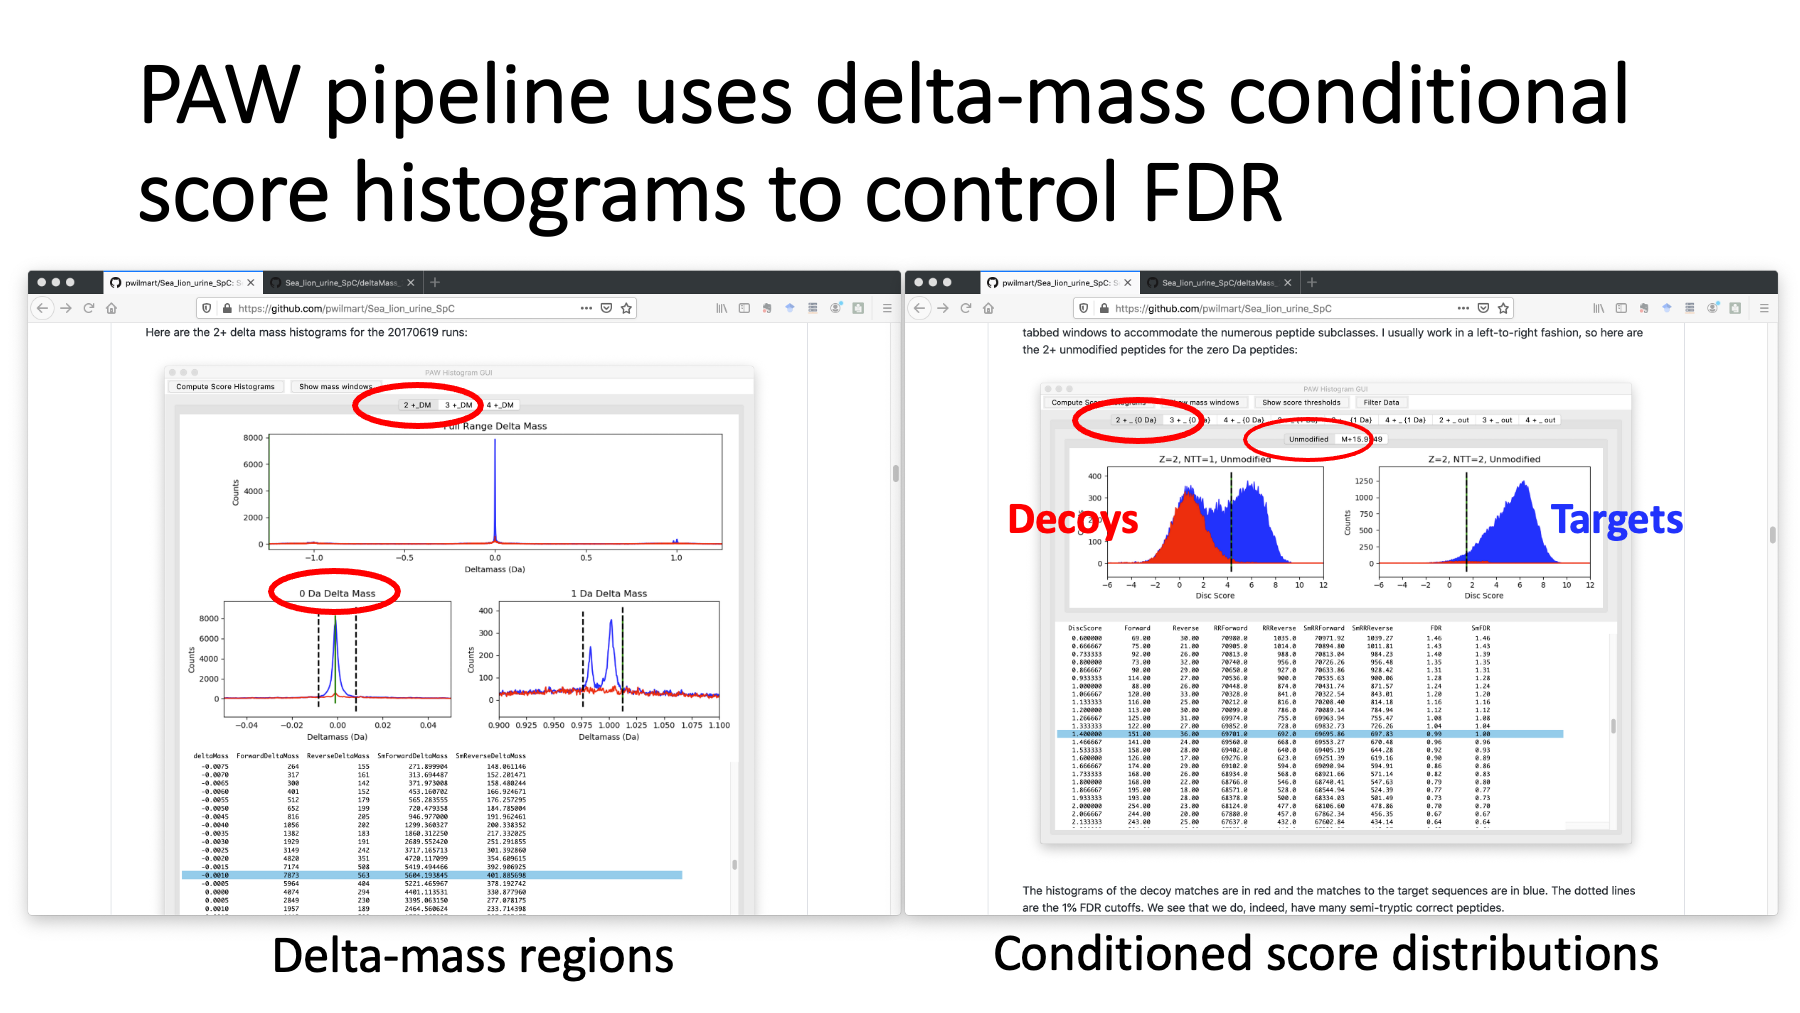 PAW pipeline uses delta-mass conditional
score histograms to control FDR
pwilmart/Sea_lion_urine_SpC: S
Sea_lion_urine_SpC/deltaMass_
https://github.com/pwilmart/Sea_lion_urine_SpC
Here are the 2+ delta mass histograms for the 20170619 runs:
PAW Histogram GUI
Compute Score Histograms
Show mass windows
2 +_DM
3 +_DM
4 +_DM
Full Range Delta Mass
Counts
8000
6000
4000
2000
0
−1.0
−0.5
0.0
0.5
1.0
Deltamass (Da)
0 Da Delta Mass
Counts
8000
6000
4000
2000
0
−0.04
−0.02
0.00
0.02
0.04
Deltamass (Da)
1 Da Delta Mass
Counts
400
300
200
100
0
0.900 0.925 0.950 0.975 1.000 1.025 1.050 1.075 1.100
Deltamass (Da)
deltaMass ForwardDeltaMass ReverseDeltaMass SmForwardDeltaMass SmReverseDeltaMass
−0.0075 264 155 271.899904 148.061146
−0.0070 317 161 313.694487 152.201471
−0.0065 300 142 371.973008 158.480244
−0.0060 401 152 453.160702 166.924671
−0.0055 512 179 565.283555 176.257295
−0.0050 652 199 720.479358 184.785004
−0.0045 816 205 946.977000 191.962461
−0.0040 1056 202 1299.360327 200.338352
−0.0035 1382 183 1860.312250 217.332025
−0.0030 1929 191 2689.552420 251.291855
−0.0025 3149 242 3717.165713 301.392860
−0.0020 4820 351 4720.117099 354.609615
−0.0015 7174 508 5419.494466 392.906925
−0.0010 7873 563 5604.193845 401.885698
−0.0005 5964 404 5221.465967 378.192742
0.0000 4074 294 4401.113531 330.877960
0.0005 2849 230 3395.063150 277.078175
0.0010 1957 189 2464.560624 233.714398
Delta-mass regions
pwilmart/Sea_lion_urine_SpC: S
Sea_lion_urine_SpC/deltaMass_
https://github.com/pwilmart/Sea_lion_urine_SpC
tabbed windows to accommodate the numerous peptide subclasses. I usually work in a left-to-right fashion, so here are
the 2+ unmodified peptides for the zero Da peptides:
PAW Histogram GUI
Show score thresholds
Filter Data
2 + _ (0 Da)
4 + _ (0 Da)
4 + _ (1 Da)
2 + _ out
3 + _ out
4 + _ out
Unmodified
Z=2, NTT=1, Unmodified
400
300
200
100
0
−6 −4 −2 0 2 4 6 8 10 12
Disc Score
Decoys
Z=2, NTT=2, Unmodified
Counts
1250
1000
750
500
250
0
−6 −4 −2 0 2 4 6 8 10 12
Disc Score
Targets
DiscScore Forward Reverse RRForward RRReverse SmRRForward SmRRReverse FDR SmFDR
0.600000 69.00 30.00 70980.0 1035.0 70971.92 1039.27 1.46 1.46
0.666667 75.00 21.00 70905.0 1014.0 70894.80 1011.81 1.43 1.43
0.733333 92.00 26.00 70813.0 988.0 70813.04 984.23 1.40 1.39
0.800000 73.00 32.00 70740.0 956.0 70726.26 956.48 1.35 1.35
0.866667 90.00 29.00 70650.0 927.0 70633.86 928.42 1.31 1.31
0.933333 114.00 27.00 70536.0 900.0 70535.63 900.06 1.28 1.28
1.000000 88.00 26.00 70448.0 874.0 70431.74 871.57 1.24 1.24
1.066667 120.00 33.00 70328.0 841.0 70322.54 843.01 1.20 1.20
1.133333 116.00 25.00 70212.0 816.0 70208.40 814.18 1.16 1.16
1.200000 113.00 30.00 70099.0 786.0 70089.14 784.94 1.12 1.12
1.266667 125.00 31.00 69974.0 755.0 69963.94 755.47 1.08 1.08
1.333333 122.00 27.00 69852.0 728.0 69832.73 726.26 1.04 1.04
1.400000 151.00 36.00 69701.0 692.0 69695.86 697.83 0.99 1.00
1.466667 141.00 24.00 69560.0 668.0 69553.27 670.48 0.96 0.96
1.533333 158.00 28.00 69402.0 640.0 69405.19 644.28 0.92 0.93
1.600000 126.00 17.00 69276.0 623.0 69251.39 619.16 0.90 0.89
1.666667 174.00 29.00 69102.0 594.0 69090.94 594.91 0.86 0.86
1.733333 168.00 26.00 68934.0 568.0 68921.66 571.14 0.82 0.83
1.800000 168.00 22.00 68766.0 546.0 68740.41 547.63 0.79 0.80
1.866667 195.00 18.00 68571.0 528.0 68544.94 524.39 0.77 0.77
1.933333 193.00 28.00 68378.0 500.0 68334.03 501.49 0.73 0.73
2.000000 254.00 23.00 68124.0 477.0 68106.60 478.86 0.70 0.70
2.066667 244.00 20.00 67880.0 457.0 67862.34 456.35 0.67 0.67
2.133333 243.00 25.00 67637.0 432.0 67602.84 434.14 0.64 0.64
The histograms of the decoy matches are in red and the matches to the target sequences are in blue. The dotted lines
are the 1% FDR cutoffs. We see that we do, indeed, have many semi-tryptic correct peptides.
Conditioned score distributions